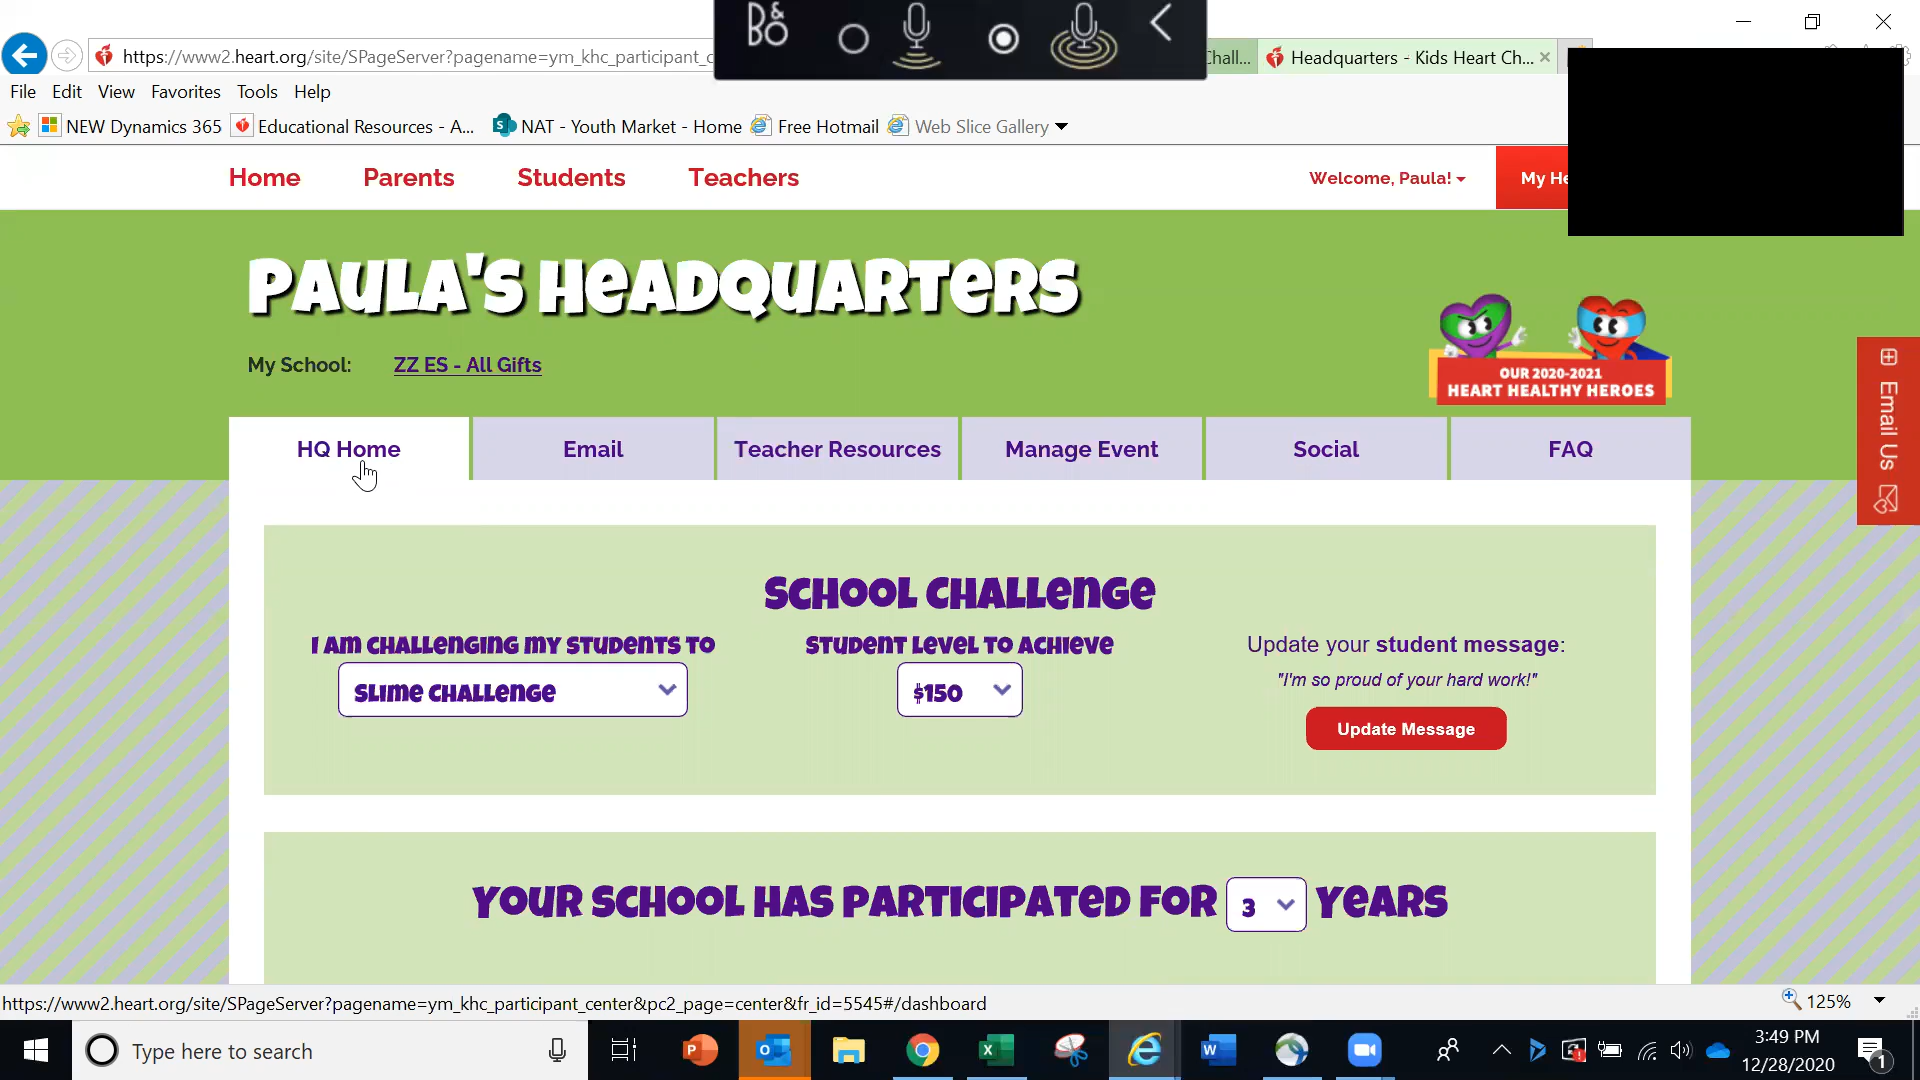 B&O
https://www2.heart.org/site/SPageServer?pagename=ym_khc_participant_c
Chall...
Headquarters - Kids Heart Ch...
File Edit View Favorites Tools Help
NEW Dynamics 365 Educational Resources - A... NAT - Youth Market - Home Free Hotmail Web Slice Gallery
Home Parents Students Teachers Welcome, Paula! My He
PAULA'S HEADQUARTERS
My School: ZZ ES - All Gifts
OUR 2020-2021
HEART HEALTHY HEROES
Email Us
HQ Home Email Teacher Resources Manage Event Social FAQ
SCHOOL CHALLENGE
I AM CHALLENGING MY STUDENTS TO
Slime Challenge
STUDENT LEVEL TO ACHIEVE
$150
Update your student message:
"I'm so proud of your hard work!"
Update Message
YOUR SCHOOL HAS PARTICIPATED FOR 3 YEARS
https://www2.heart.org/site/SPageServer?pagename=ym_khc_participant_center&pc2_page=center&fr_id=5545#/dashboard
125%
Type here to search
3:49 PM
12/28/2020
1